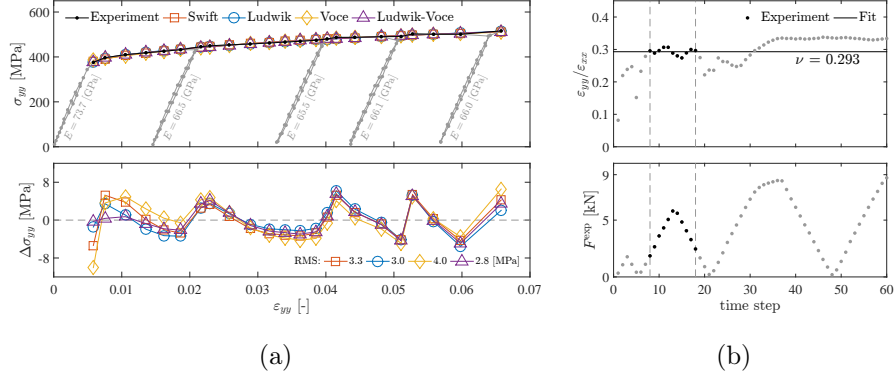 Experiment Swift Ludwik Voce Ludwik-Voce
600
400
200
0
σyy [MPa]
E = 73.7 [GPa]
E = 66.5 [GPa]
E = 65.5 [GPa]
E = 66.1 [GPa]
E = 66.0 [GPa]
8
0
-8
Δσyy [MPa]
RMS: 3.3 3.0 4.0 2.8 [MPa]
0 0.01 0.02 0.03 0.04 0.05 0.06 0.07
εyy [-]
(a)
Experiment Fit
0.4
0.3
0.2
0.1
0
εyy/εxx
ν = 0.293
9
5
0
F^exp [kN]
0 10 20 30 40 50 60
time step
(b)